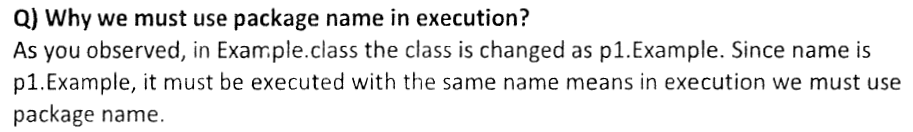 Q) Why we must use package name in execution?
As you observed, in Example.class the class is changed as p1.Example. Since name is
p1.Example, it must be executed with the same name means in execution we must use
package name.